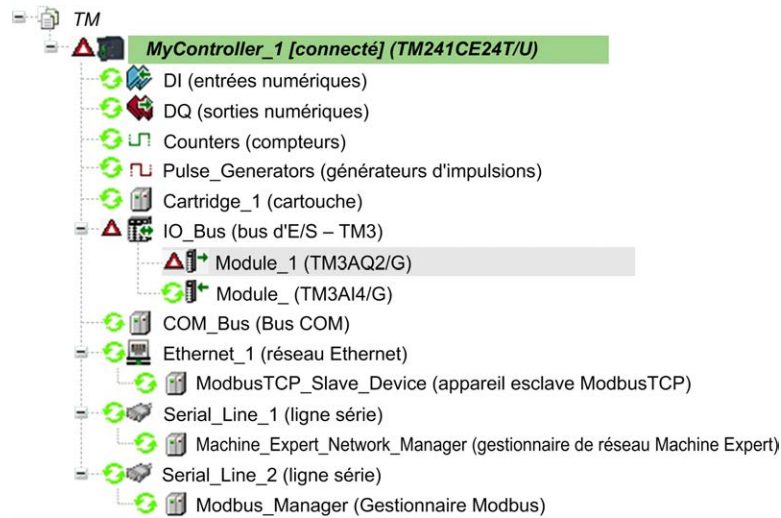 TM
MyController_1 [connecté] (TM241CE24T/U)
DI (entrées numériques)
DQ (sorties numériques)
Counters (compteurs)
Pulse_Generators (générateurs d'impulsions)
Cartridge_1 (cartouche)
IO_Bus (bus d'E/S – TM3)
Module_1 (TM3AQ2/G)
Module_ (TM3AI4/G)
COM_Bus (Bus COM)
Ethernet_1 (réseau Ethernet)
ModbusTCP_Slave_Device (appareil esclave ModbusTCP)
Serial_Line_1 (ligne série)
Machine_Expert_Network_Manager (gestionnaire de réseau Machine Expert)
Serial_Line_2 (ligne série)
Modbus_Manager (Gestionnaire Modbus)